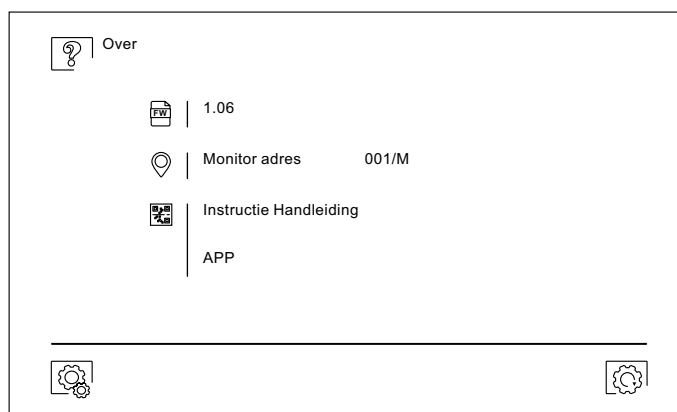 Over
FW
1.06
Monitor adres 001/M
Instructie Handleiding
APP